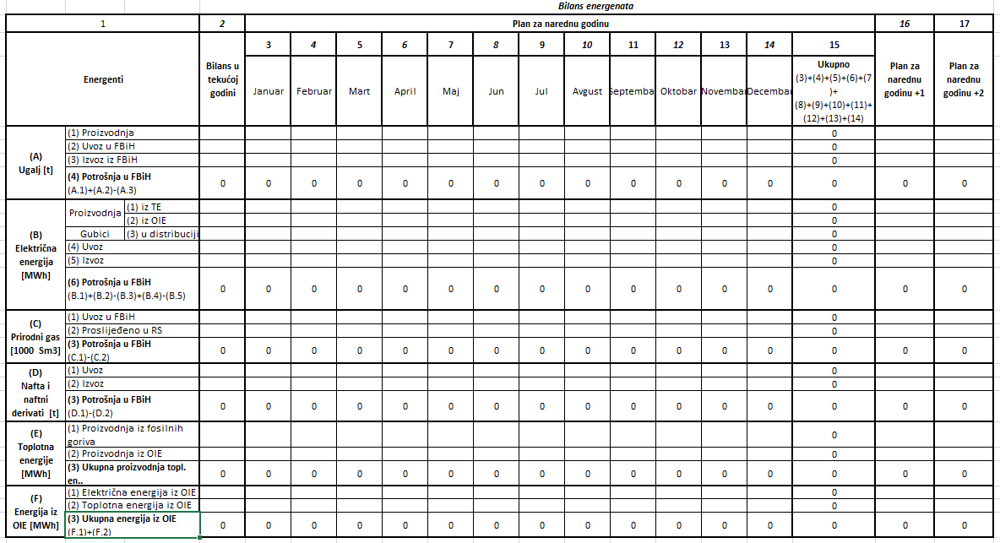 Bilans energenata
1 2 Plan za narednu godinu 16 17
Energenti Bilans u tekućoj godini 3 4 5 6 7 8 9 10 11 12 13 14 15 Plan za narednu godinu +1 Plan za narednu godinu +2
Januar Februar Mart April Maj Jun Jul Avgust Septembar Oktobar Novembar Decembar Ukupno
(3)+(4)+(5)+(6)+(7
)+
(8)+(9)+(10)+(11)+
(12)+(13)+(14)
(A)
Ugalj [t]
(1) Proizvodnja 0
(2) Uvoz u FBiH 0
(3) Izvoz iz FBiH 0
(4) Potrošnja u FBiH
(A.1)+(A.2)-(A.3)
0 0 0 0 0 0 0 0 0 0 0 0 0 0 0 0
(B)
Električna
energija
[MWh]
Proizvodnja (1) iz TE 0
(2) iz OIE 0
Gubici (3) u distribuciji 0
(4) Uvoz 0
(5) Izvoz 0
(6) Potrošnja u FBiH
(B.1)+(B.2)-(B.3)+(B.4)-(B.5)
0 0 0 0 0 0 0 0 0 0 0 0 0 0 0 0
(C)
Prirodni gas
[1000 Sm3]
(1) Uvoz u FBiH 0
(2) Proslijeđeno u RS 0
(3) Potrošnja u FBiH
(C.1)-(C.2)
0 0 0 0 0 0 0 0 0 0 0 0 0 0 0 0
(D)
Nafta i
naftni
derivati [t]
(1) Uvoz 0
(2) Izvoz 0
(3) Potrošnja u FBiH
(D.1)-(D.2)
0 0 0 0 0 0 0 0 0 0 0 0 0 0 0 0
(E)
Toplotna
energije
[MWh]
(1) Proizvodnja iz fosilnih
goriva
0
(2) Proizvodnja iz OIE 0
(3) Ukupna proizvodnja topl.
en..
0 0 0 0 0 0 0 0 0 0 0 0 0 0 0 0
(F)
Energija iz
OIE [MWh]
(1) Električna energija iz OIE 0
(2) Toplotna energija iz OIE 0
(3) Ukupna energija iz OIE
(F.1)+(F.2)
0 0 0 0 0 0 0 0 0 0 0 0 0 0 0 0